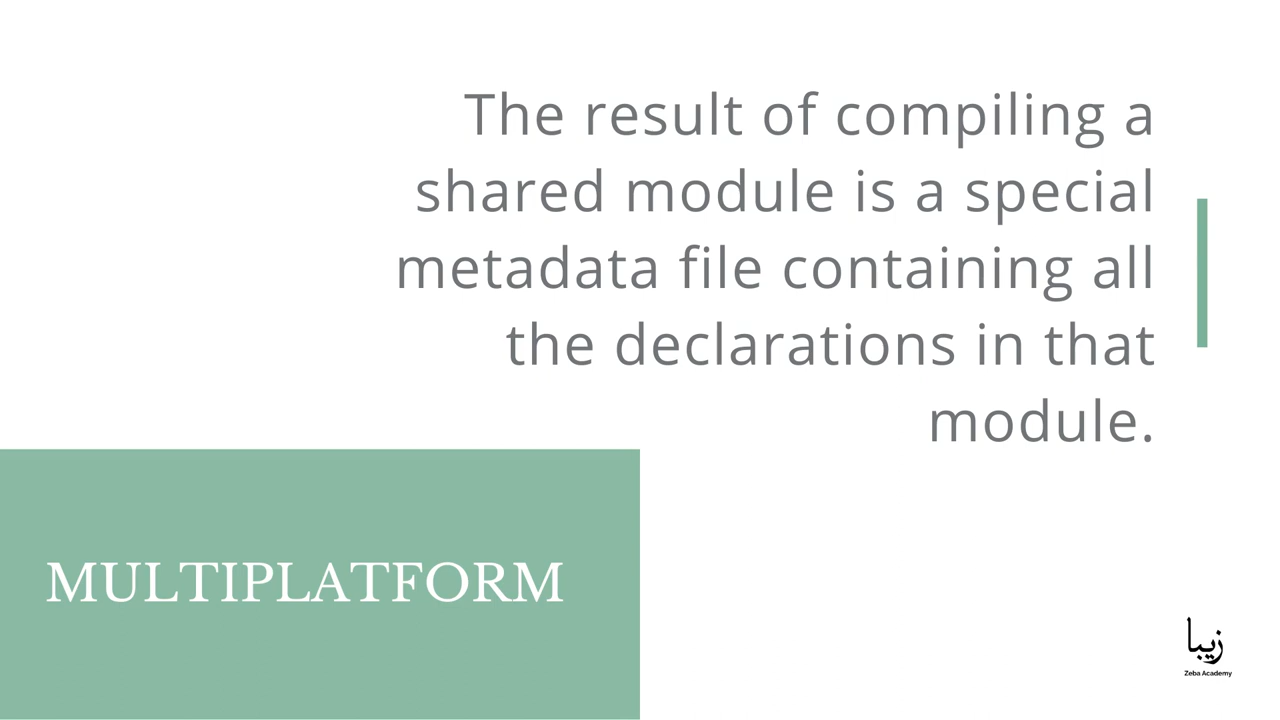 The result of compiling a
shared module is a special
metadata file containing all
the declarations in that
module.
MULTIPLATFORM
زیبا
Zeba Academy